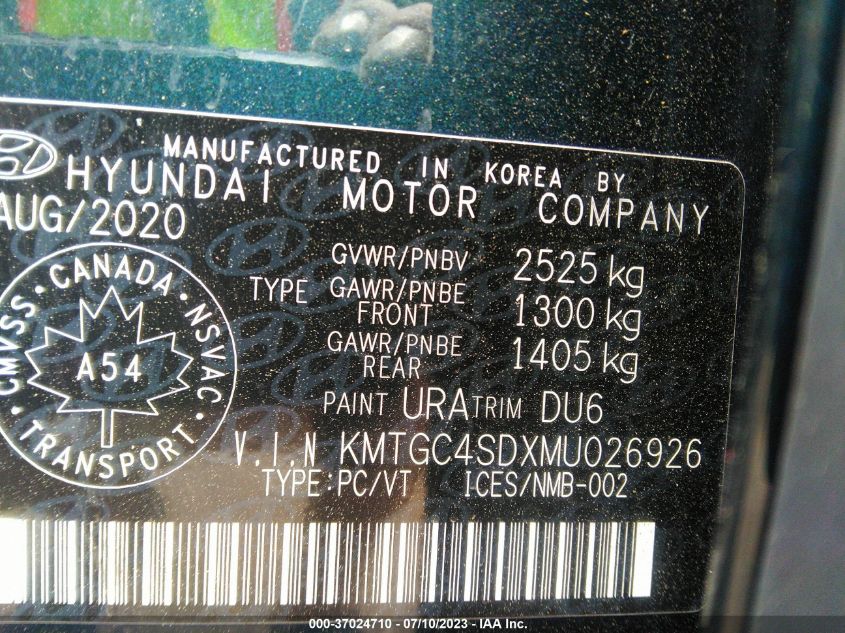 MANUFACTURED IN KOREA BY
HYUNDAI MOTOR COMPANY
AUG/2020
GVWR/PNBV 2525 kg
TYPE GAWR/PNBE FRONT 1300 kg
GAWR/PNBE REAR 1405 kg
PAINT URA TRIM DU6
V.I.N KMTGC4SDXMU026926
TYPE:PC/VT ICES/NMB-002
CANADA · NSVAC · TRANSPORT · CMVSS ·
A54
000-37024710 - 07/10/2023 - IAA Inc.